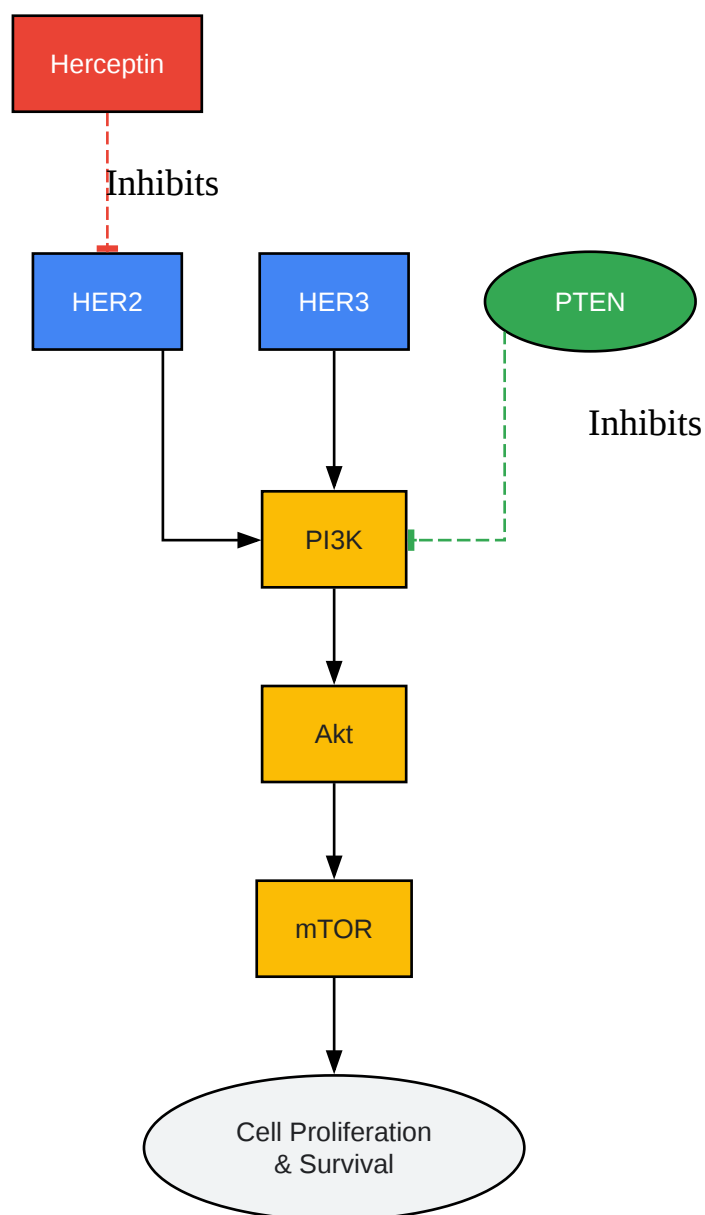 Herceptin
Inhibits
HER2
HER3
PTEN
Inhibits
PI3K
Akt
mTOR
Cell Proliferation
& Survival